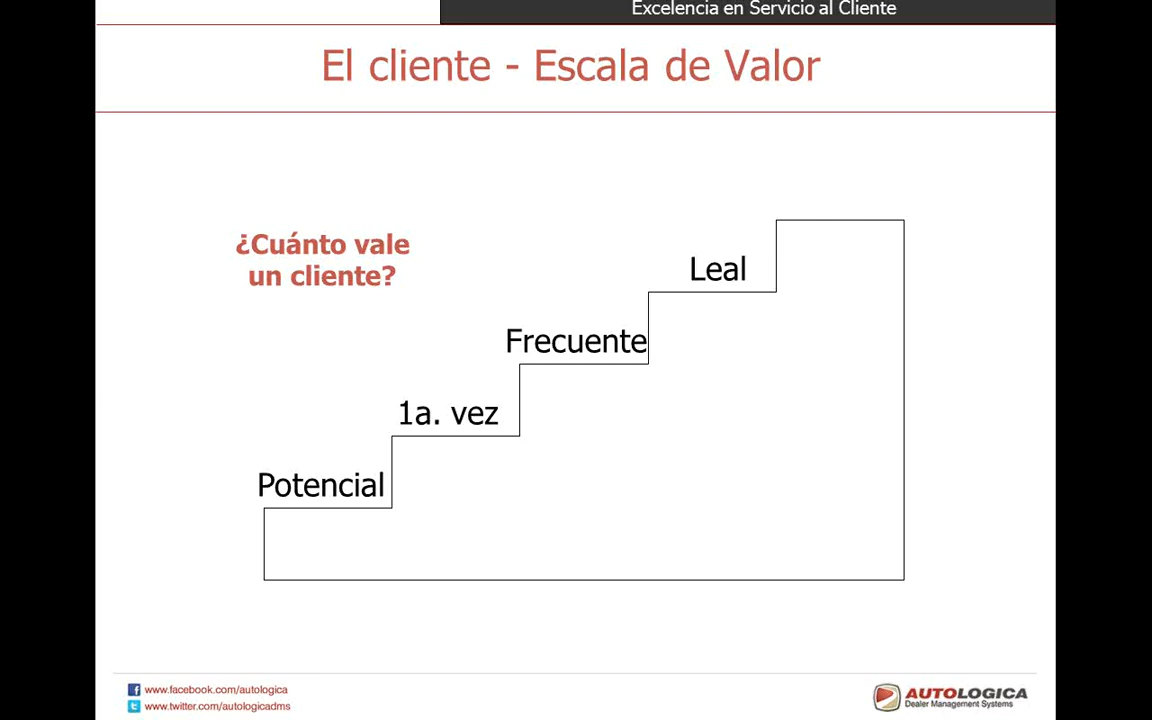 Excelencia en Servicio al Cliente
El cliente - Escala de Valor
¿Cuánto vale
un cliente?
Leal
Frecuente
1a. vez
Potencial
www.facebook.com/autologica
www.twitter.com/autologicadms
AUTOLOGICA
Dealer Management Systems